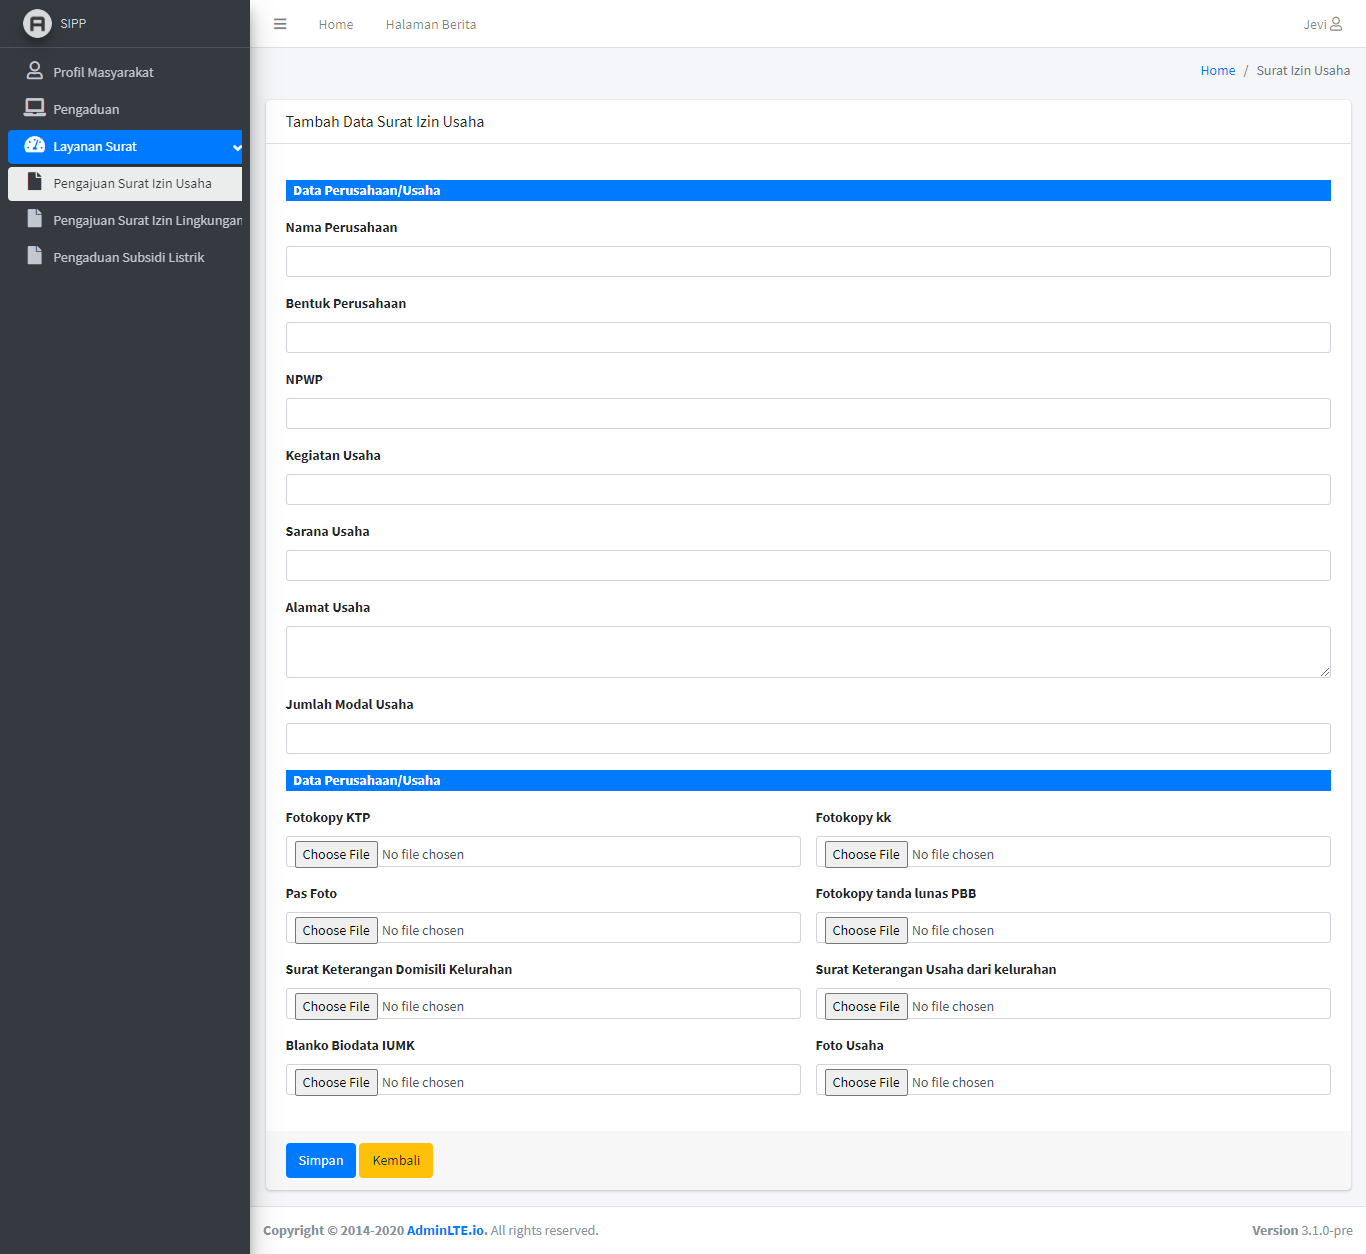 SIPP
Home Halaman Berita Jevi
Profil Masyarakat
Pengaduan
Layanan Surat
Pengajuan Surat Izin Usaha
Pengajuan Surat Izin Lingkungan
Pengaduan Subsidi Listrik
Home / Surat Izin Usaha
Tambah Data Surat Izin Usaha
Data Perusahaan/Usaha
Nama Perusahaan
Bentuk Perusahaan
NPWP
Kegiatan Usaha
Sarana Usaha
Alamat Usaha
Jumlah Modal Usaha
Data Perusahaan/Usaha
Fotokopy KTP Fotokopy kk
Choose File No file chosen Choose File No file chosen
Pas Foto Fotokopy tanda lunas PBB
Choose File No file chosen Choose File No file chosen
Surat Keterangan Domisili Kelurahan Surat Keterangan Usaha dari kelurahan
Choose File No file chosen Choose File No file chosen
Blanko Biodata IUMK Foto Usaha
Choose File No file chosen Choose File No file chosen
Simpan Kembali
Copyright © 2014-2020 AdminLTE.io. All rights reserved. Version 3.1.0-pre